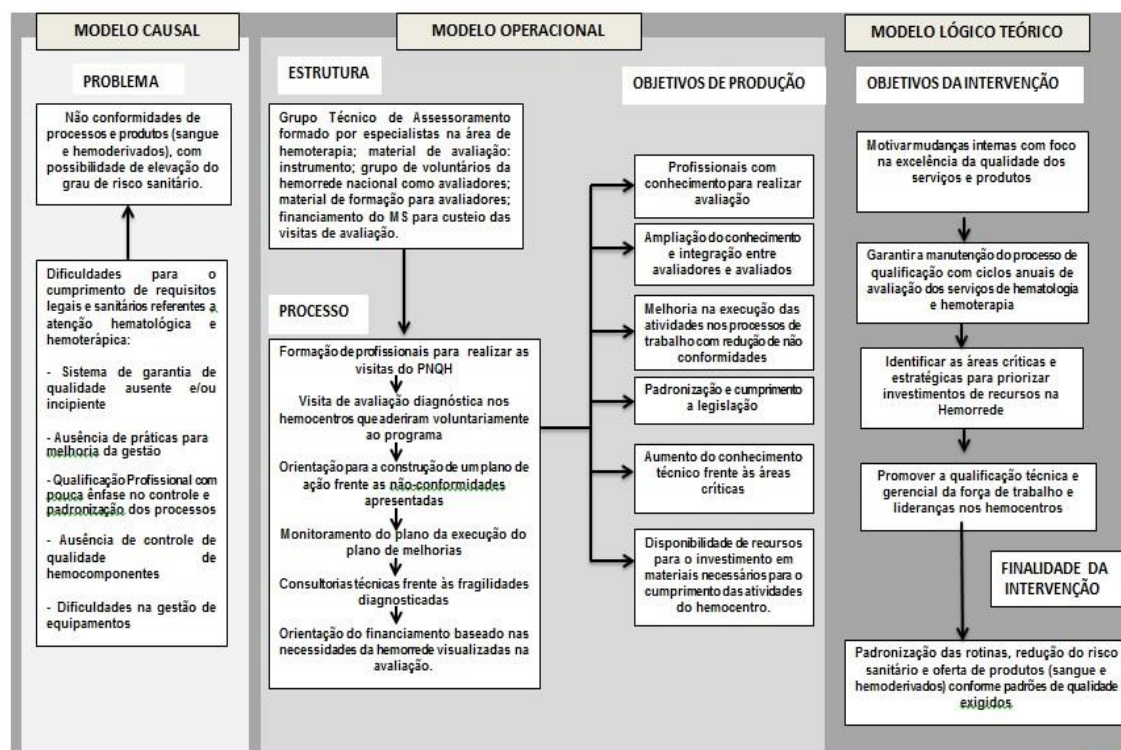 MODELO CAUSAL
PROBLEMA
Não conformidades de
processos e produtos (sangue
e hemoderivados), com
possibilidade de elevação do
grau de risco sanitário.
Dificuldades para o
cumprimento de requisitos
legais e sanitários referentes a
atenção hematológica e
hemoterápica:
- Sistema de garantia de
qualidade ausente e/ou
incipiente
- Ausência de práticas para
melhoria da gestão
- Qualificação Profissional com
pouca ênfase no controle e
padronização dos processos
- Ausência de controle de
qualidade de
hemocomponentes
- Dificuldades na gestão de
equipamentos
MODELO OPERACIONAL
ESTRUTURA
Grupo Técnico de Assessoramento
formado por especialistas na área de
hemoterapia; material de avaliação:
instrumento; grupo de voluntários da
hemorrede nacional como avaliadores;
material de formação para avaliadores;
financiamento do MS para custeio das
visitas de avaliação.
PROCESSO
Formação de profissionais para realizar as
visitas do PNQH
Visita de avaliação diagnóstica nos
hemocentros que aderiram voluntariamente
ao programa
Orientação para a construção de um plano de
ação frente as não-conformidades
apresentadas
Monitoramento do plano da execução do
plano de melhorias
Consultorias técnicas frente às fragilidades
diagnosticadas
Orientação do financiamento baseado nas
necessidades da hemorrede visualizadas na
avaliação.
OBJETIVOS DE PRODUÇÃO
Profissionais com
conhecimento para realizar
avaliação
Ampliação do conhecimento
e integração entre
avaliadores e avaliados
Melhoria na execução das
atividades nos processos de
trabalho com redução de não
conformidades
Padronização e cumprimento
a legislação
Aumento do conhecimento
técnico frente às áreas
críticas
Disponibilidade de recursos
para o investimento em
materiais necessários para o
cumprimento das atividades
do hemocentro.
MODELO LÓGICO TEÓRICO
OBJETIVOS DA INTERVENÇÃO
Motivar mudanças internas com foco
na excelência da qualidade dos
serviços e produtos
Garantir a manutenção do processo de
qualificação com ciclos anuais de
avaliação dos serviços de hematologia
e hemoterapia
Identificar as áreas críticas e
estratégicas para priorizar
investimentos de recursos na
Hemorrede
Promover a qualificação técnica e
gerencial da força de trabalho e
lideranças nos hemocentros
FINALIDADE DA
INTERVENÇÃO
Padronização das rotinas, redução do risco
sanitário e oferta de produtos (sangue e
hemoderivados) conforme padrões de qualidade
exigidos